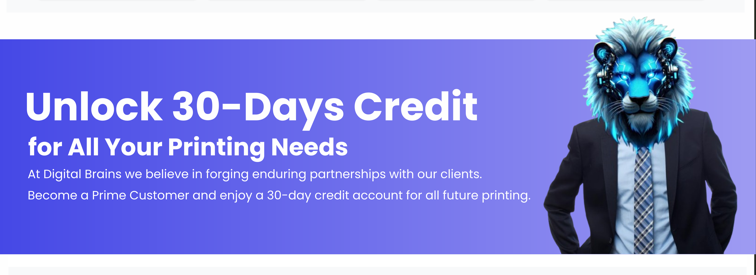 Unlock 30-Days Credit
for All Your Printing Needs
At Digital Brains we believe in forging enduring partnerships with our clients.
Become a Prime Customer and enjoy a 30-day credit account for all future printing.